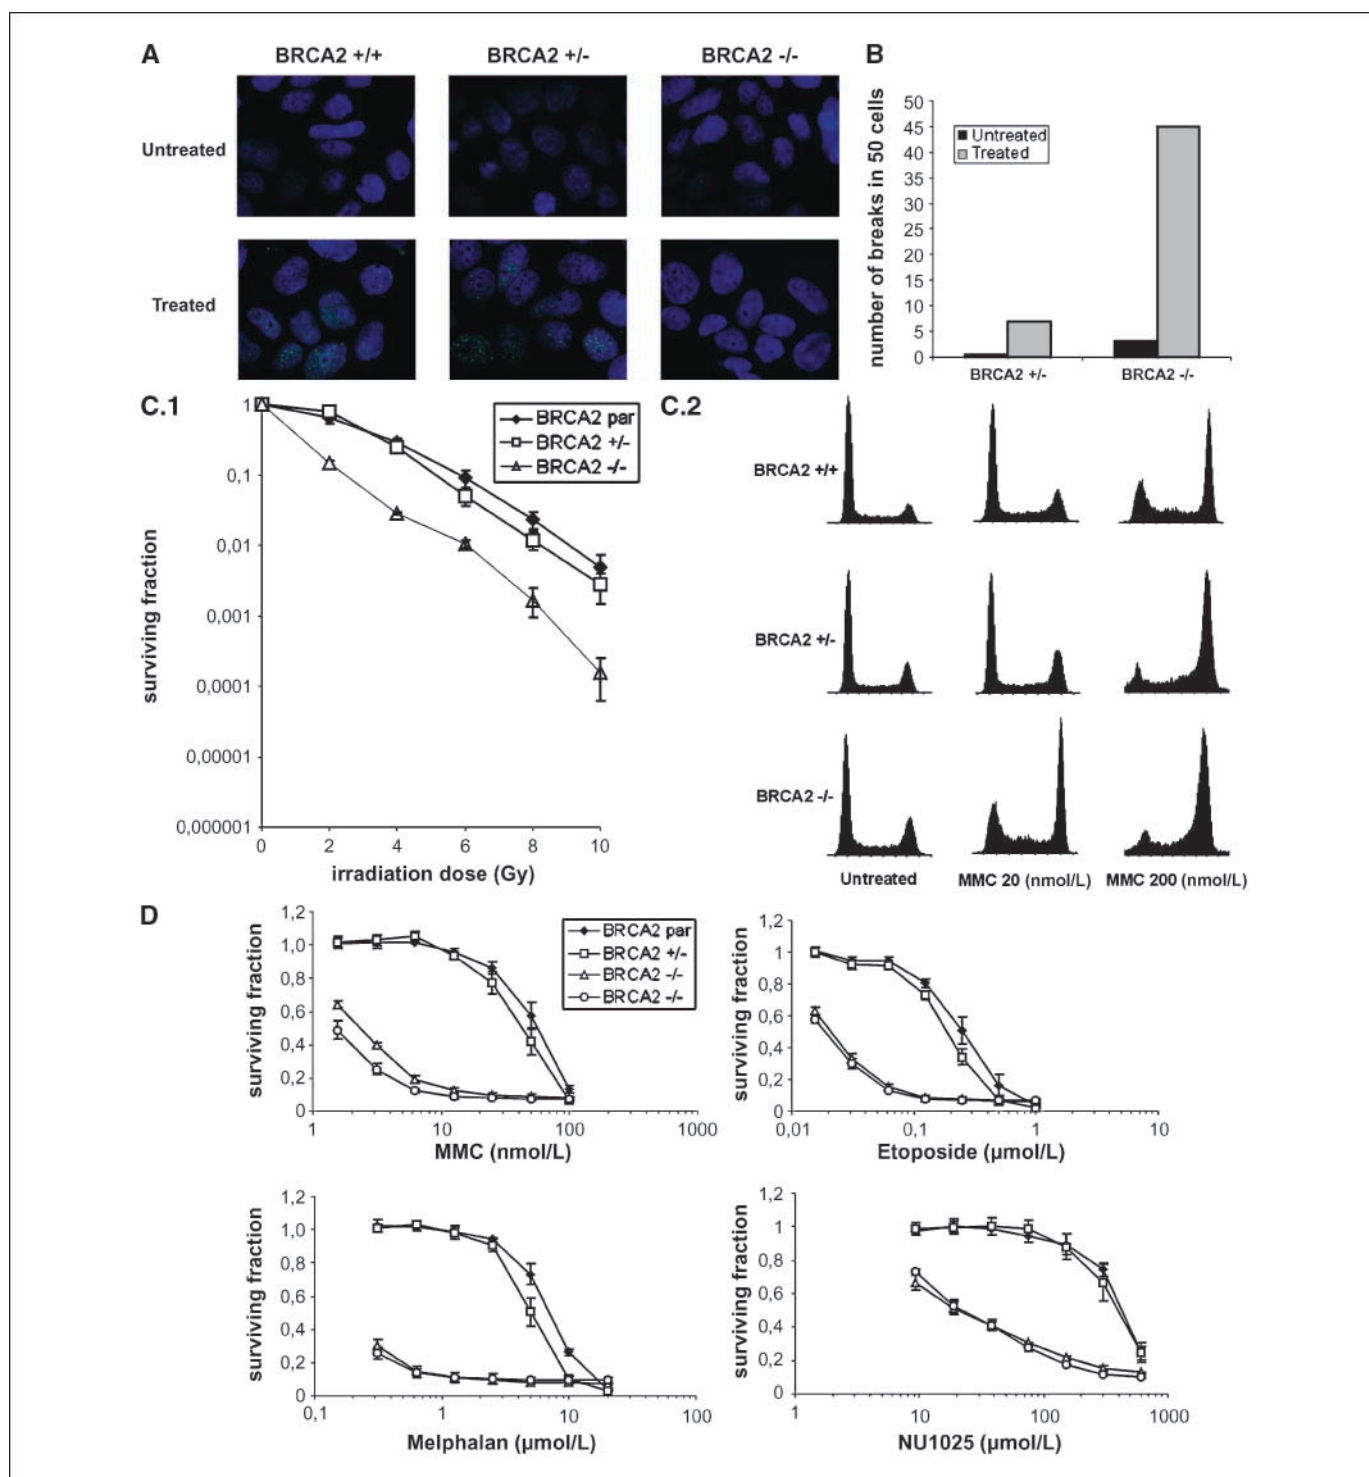 A
BRCA2 +/+
BRCA2 +/-
BRCA2 -/-
Untreated
Treated
B
number of breaks in 50 cells
50
45
40
35
30
25
20
15
10
5
0
Untreated
Treated
BRCA2 +/-
BRCA2 -/-
C.1
surviving fraction
1
0,1
0,01
0,001
0,0001
0,00001
0,000001
0 2 4 6 8 10
irradiation dose (Gy)
BRCA2 par
BRCA2 +/-
BRCA2 -/-
C.2
BRCA2 +/+
BRCA2 +/-
BRCA2 -/-
Untreated MMC 20 (nmol/L) MMC 200 (nmol/L)
D
surviving fraction
1,2
1,0
0,8
0,6
0,4
0,2
0
1 10 100 1000
MMC (nmol/L)
BRCA2 par
BRCA2 +/-
BRCA2 -/-
BRCA2 -/-
surviving fraction
1,2
1
0,8
0,6
0,4
0,2
0
0,01 0,1 1 10
Etoposide (µmol/L)
surviving fraction
1,2
1,0
0,8
0,6
0,4
0,2
0
0,1 1 10 100
Melphalan (µmol/L)
surviving fraction
1,2
1
0,8
0,6
0,4
0,2
0
1 10 100 1000
NU1025 (µmol/L)